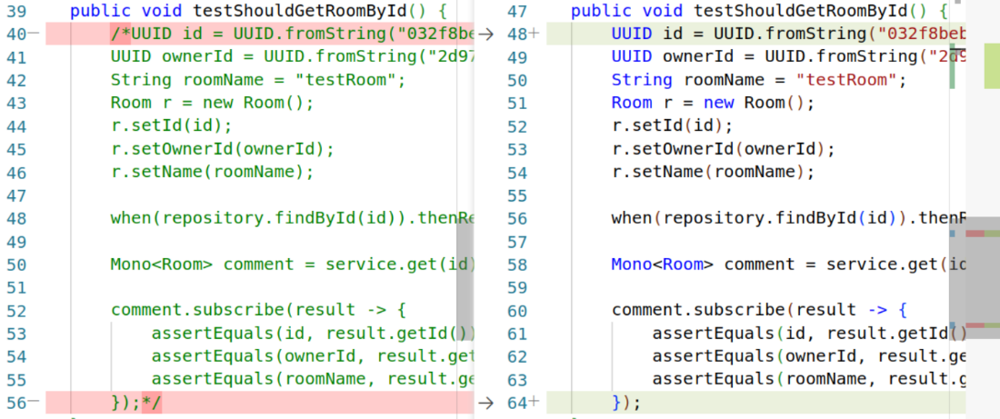 39 public void testShouldGetRoomById() {
40— /*UUID id = UUID.fromString("032f8be
41 UUID ownerId = UUID.fromString("2d97
42 String roomName = "testRoom";
43 Room r = new Room();
44 r.setId(id);
45 r.setOwnerId(ownerId);
46 r.setName(roomName);
47
48 when(repository.findById(id)).thenRe
49
50 Mono<Room> comment = service.get(id)
51
52 comment.subscribe(result -> {
53 assertEquals(id, result.getId())
54 assertEquals(ownerId, result.get
55 assertEquals(roomName, result.ge
56— });*/
47 public void testShouldGetRoomById() {
→ 48+ UUID id = UUID.fromString("032f8beb
49 UUID ownerId = UUID.fromString("2d9
50 String roomName = "testRoom";
51 Room r = new Room();
52 r.setId(id);
53 r.setOwnerId(ownerId);
54 r.setName(roomName);
55
56 when(repository.findById(id)).thenR
57
58 Mono<Room> comment = service.get(id
59
60 comment.subscribe(result -> {
61 assertEquals(id, result.getId()
62 assertEquals(ownerId, result.ge
63 assertEquals(roomName, result.g
→ 64+ });